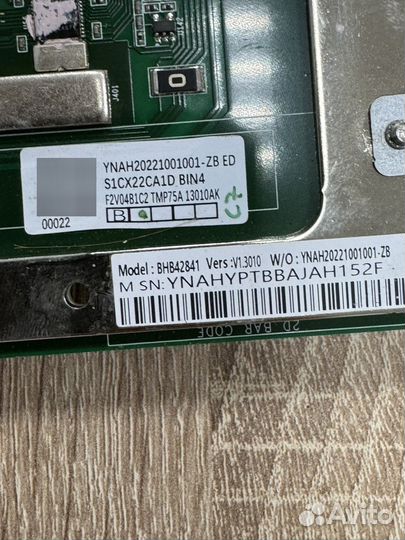 J401
0
YNAH20221001001-ZB ED
S1CX22CA1D BIN4
F2V04B1C2 TMP75A 13010AK
B
00022
Model : BHB42841 Vers :V1.3010 W/O : YNAH20221001001-ZB
M SN: YNAHYPTBBAJAH152F
2D BAR CODE
Avito